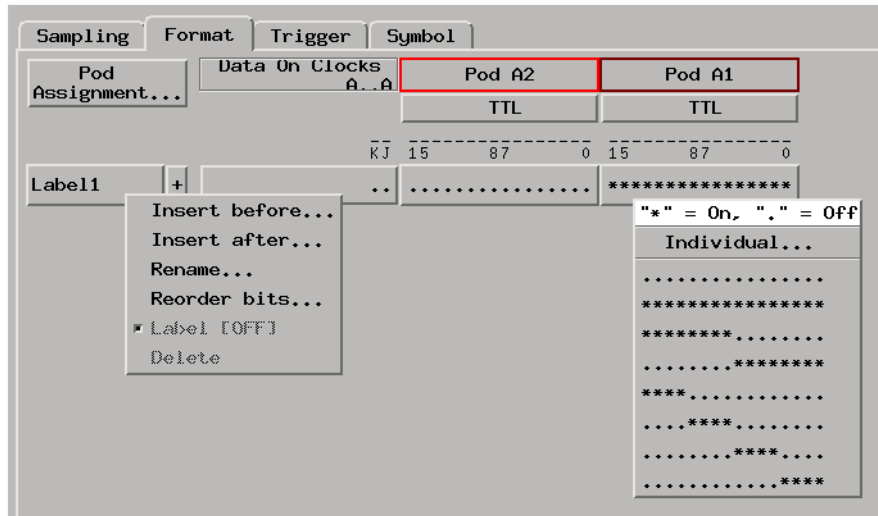 Sampling Format Trigger Symbol
Pod Assignment...
Data On Clocks A..A
Pod A2 Pod A1
TTL TTL
KJ 15 87 0 15 87 0
Label1 + .. ................ ****************
Insert before...
Insert after...
Rename...
Reorder bits...
Label [OFF]
Delete
"*" = On, "." = Off
Individual...
................
****************
********........
........********
****............
....****........
........****....
............****